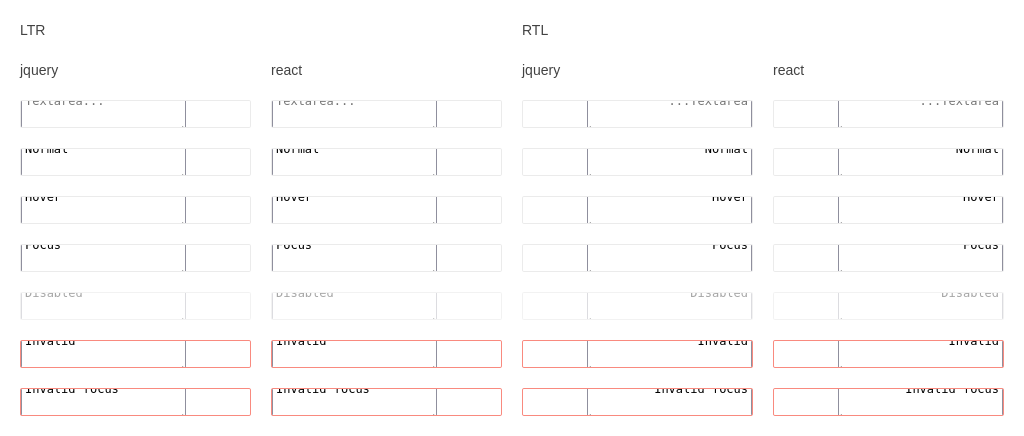 LTR RTL
jquery react jquery react
Textarea... Textarea... ...Textarea ...Textarea
Normal Normal Normal Normal
Hover Hover Hover Hover
Focus Focus Focus Focus
Disabled Disabled Disabled Disabled
Invalid Invalid Invalid Invalid
Invalid focus Invalid focus Invalid focus Invalid focus